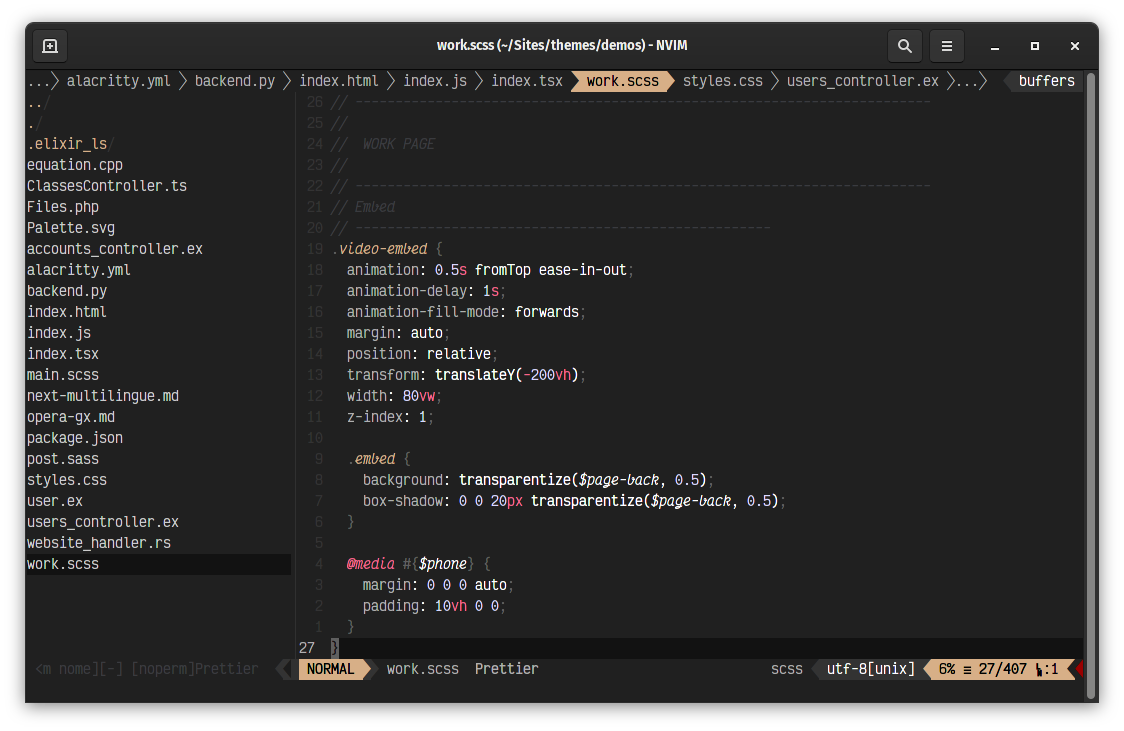 work.scss (~/Sites/themes/demos) - NVIM
... alacritty.yml backend.py index.html index.js index.tsx work.scss styles.css users_controller.ex ... buffers
../
./
.elixir_ls/
equation.cpp
ClassesController.ts
Files.php
Palette.svg
accounts_controller.ex
alacritty.yml
backend.py
index.html
index.js
index.tsx
main.scss
next-multilingue.md
opera-gx.md
package.json
post.sass
styles.css
user.ex
users_controller.ex
website_handler.rs
work.scss
<m nome][-] [noperm]Prettier
26 // ------------------------------------------------------------------------
25 //
24 //  WORK PAGE
23 //
22 // ------------------------------------------------------------------------
21 // Embed
20 // ----------------------------------------------------
19 .video-embed {
18   animation: 0.5s fromTop ease-in-out;
17   animation-delay: 1s;
16   animation-fill-mode: forwards;
15   margin: auto;
14   position: relative;
13   transform: translateY(-200vh);
12   width: 80vw;
11   z-index: 1;
10
9   .embed {
8     background: transparentize($page-back, 0.5);
7     box-shadow: 0 0 20px transparentize($page-back, 0.5);
6   }
5
4   @media #{$phone} {
3     margin: 0 0 0 auto;
2     padding: 10vh 0 0;
1   }
27 }
NORMAL work.scss Prettier scss utf-8[unix] 6% ≡ 27/407 :1